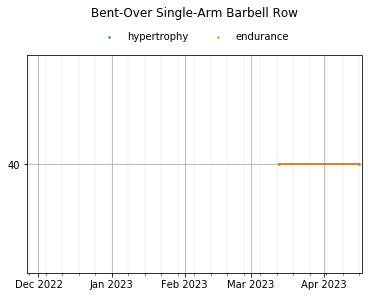 Bent-Over Single-Arm Barbell Row
hypertrophy endurance
40
Dec 2022 Jan 2023 Feb 2023 Mar 2023 Apr 2023